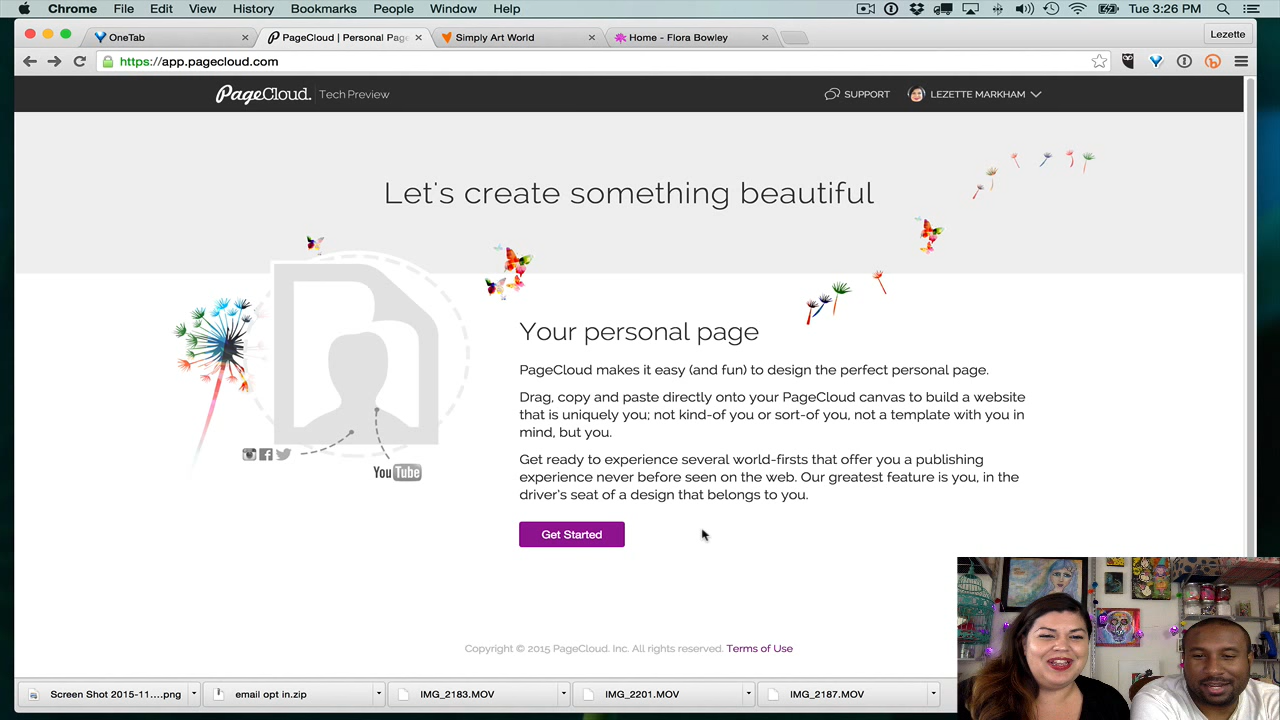 Chrome File Edit View History Bookmarks People Window Help Tue 3:26 PM
OneTab PageCloud | Personal Page Simply Art World Home - Flora Bowley Lezette
https://app.pagecloud.com
PageCloud. Tech Preview SUPPORT LEZETTE MARKHAM
Let's create something beautiful
Your personal page
PageCloud makes it easy (and fun) to design the perfect personal page.
Drag, copy and paste directly onto your PageCloud canvas to build a website
that is uniquely you; not kind-of you or sort-of you, not a template with you in
mind, but you.
Get ready to experience several world-firsts that offer you a publishing
experience never before seen on the web. Our greatest feature is you, in the
driver's seat of a design that belongs to you.
You Tube
Get Started
Copyright © 2015 PageCloud. Inc. All rights reserved. Terms of Use
Screen Shot 2015-11....png email opt in.zip IMG_2183.MOV IMG_2201.MOV IMG_2187.MOV